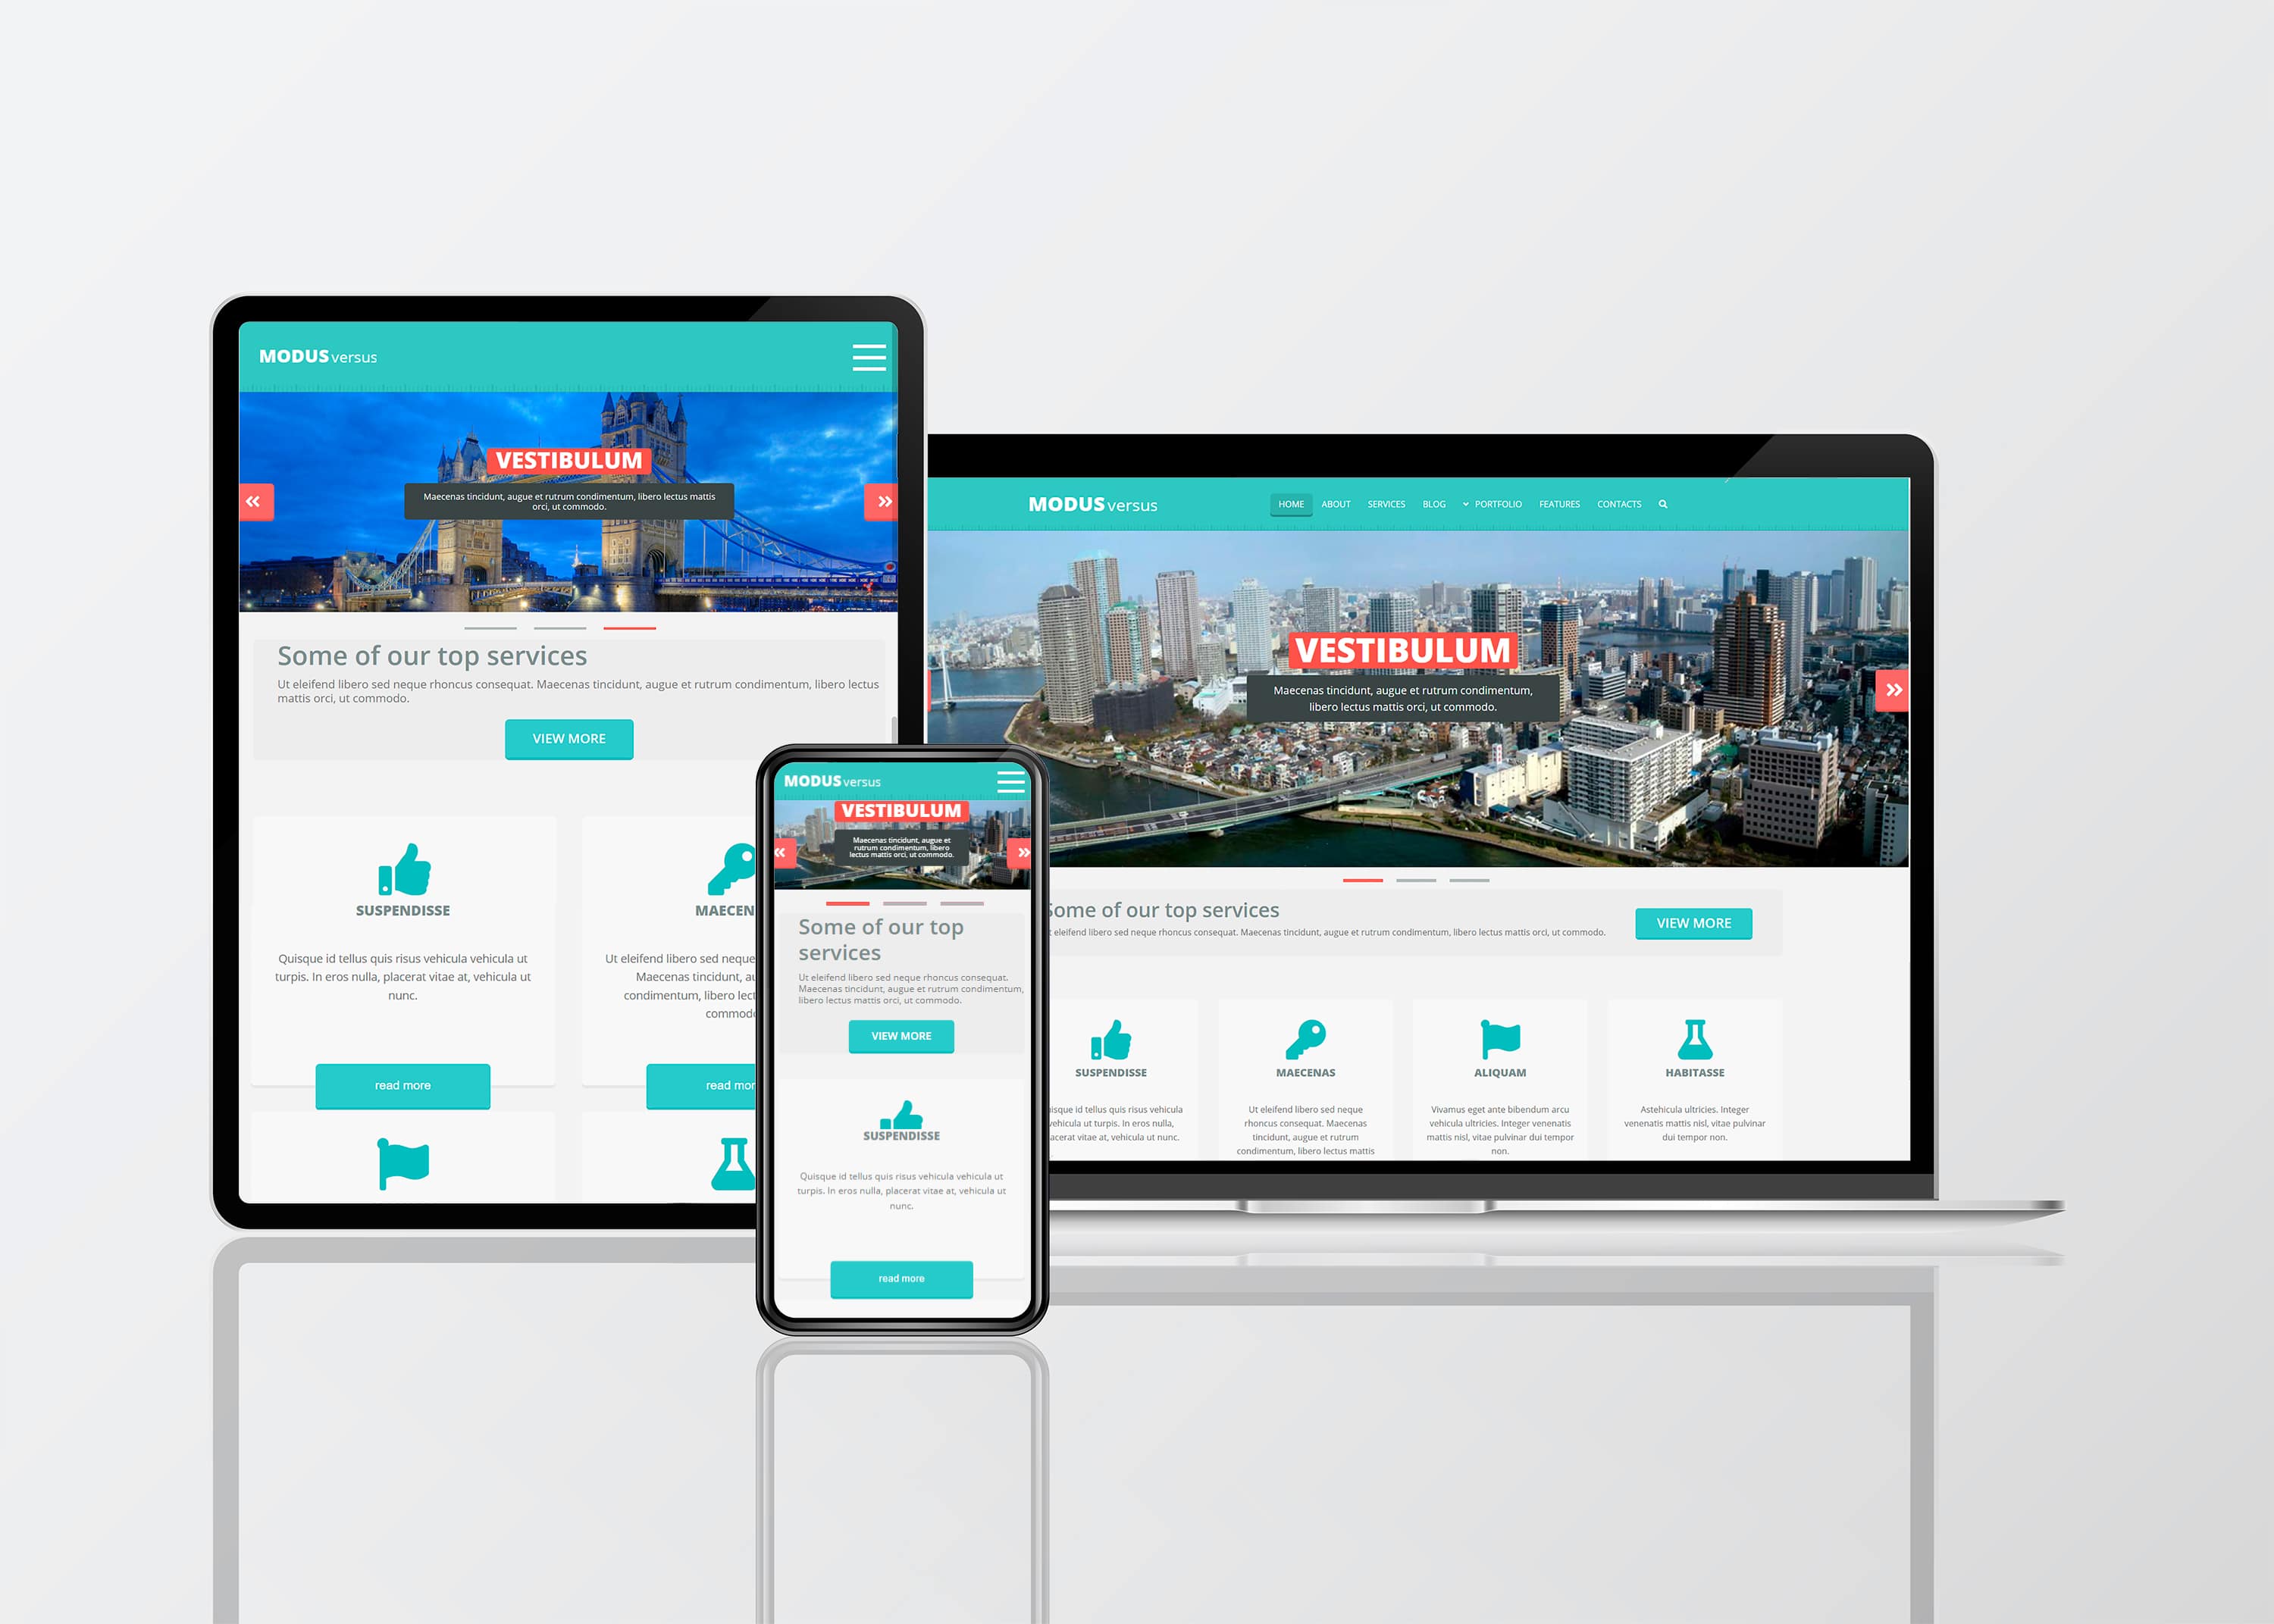 MODUS versus
VESTIBULUM
Maecenas tincidunt, augue et rutrum condimentum, libero lectus mattis
orci, ut commodo.
Some of our top services
Ut eleifend libero sed neque rhoncus consequat. Maecenas tincidunt, augue et rutrum condimentum, libero lectus
mattis orci, ut commodo.
VIEW MORE
SUSPENDISSE
Quisque id tellus quis risus vehicula vehicula ut
turpis. In eros nulla, placerat vitae at, vehicula ut
nunc.
read more
MAECEN
Ut eleifend libero sed neque
Maecenas tincidunt, au
condimentum, libero lect
commod
read mor
MODUS versus
VESTIBULUM
Maecenas tincidunt, augue et
rutrum condimentum, libero
lectus mattis orci, ut commodo.
Some of our top
services
Ut eleifend libero sed neque rhoncus consequat.
Maecenas tincidunt, augue et rutrum condimentum,
libero lectus mattis orci, ut commodo.
VIEW MORE
SUSPENDISSE
Quisque id tellus quis risus vehicula vehicula ut
turpis. In eros nulla, placerat vitae at, vehicula ut
nunc.
read more
MODUS versus
HOME ABOUT SERVICES BLOG PORTFOLIO FEATURES CONTACTS
VESTIBULUM
Maecenas tincidunt, augue et rutrum condimentum,
libero lectus mattis orci, ut commodo.
Some of our top services
t eleifend libero sed neque rhoncus consequat. Maecenas tincidunt, augue et rutrum condimentum, libero lectus mattis orci, ut commodo.
VIEW MORE
SUSPENDISSE
isque id tellus quis risus vehicula
vehicula ut turpis. In eros nulla,
acerat vitae at, vehicula ut nunc.
MAECENAS
Ut eleifend libero sed neque
rhoncus consequat. Maecenas
tincidunt, augue et rutrum
condimentum, libero lectus mattis
ALIQUAM
Vivamus eget ante bibendum arcu
vehicula ultricies. Integer venenatis
mattis nisl, vitae pulvinar dui tempor
non.
HABITASSE
Astehicula ultricies. Integer
venenatis mattis nisl, vitae pulvinar
dui tempor non.